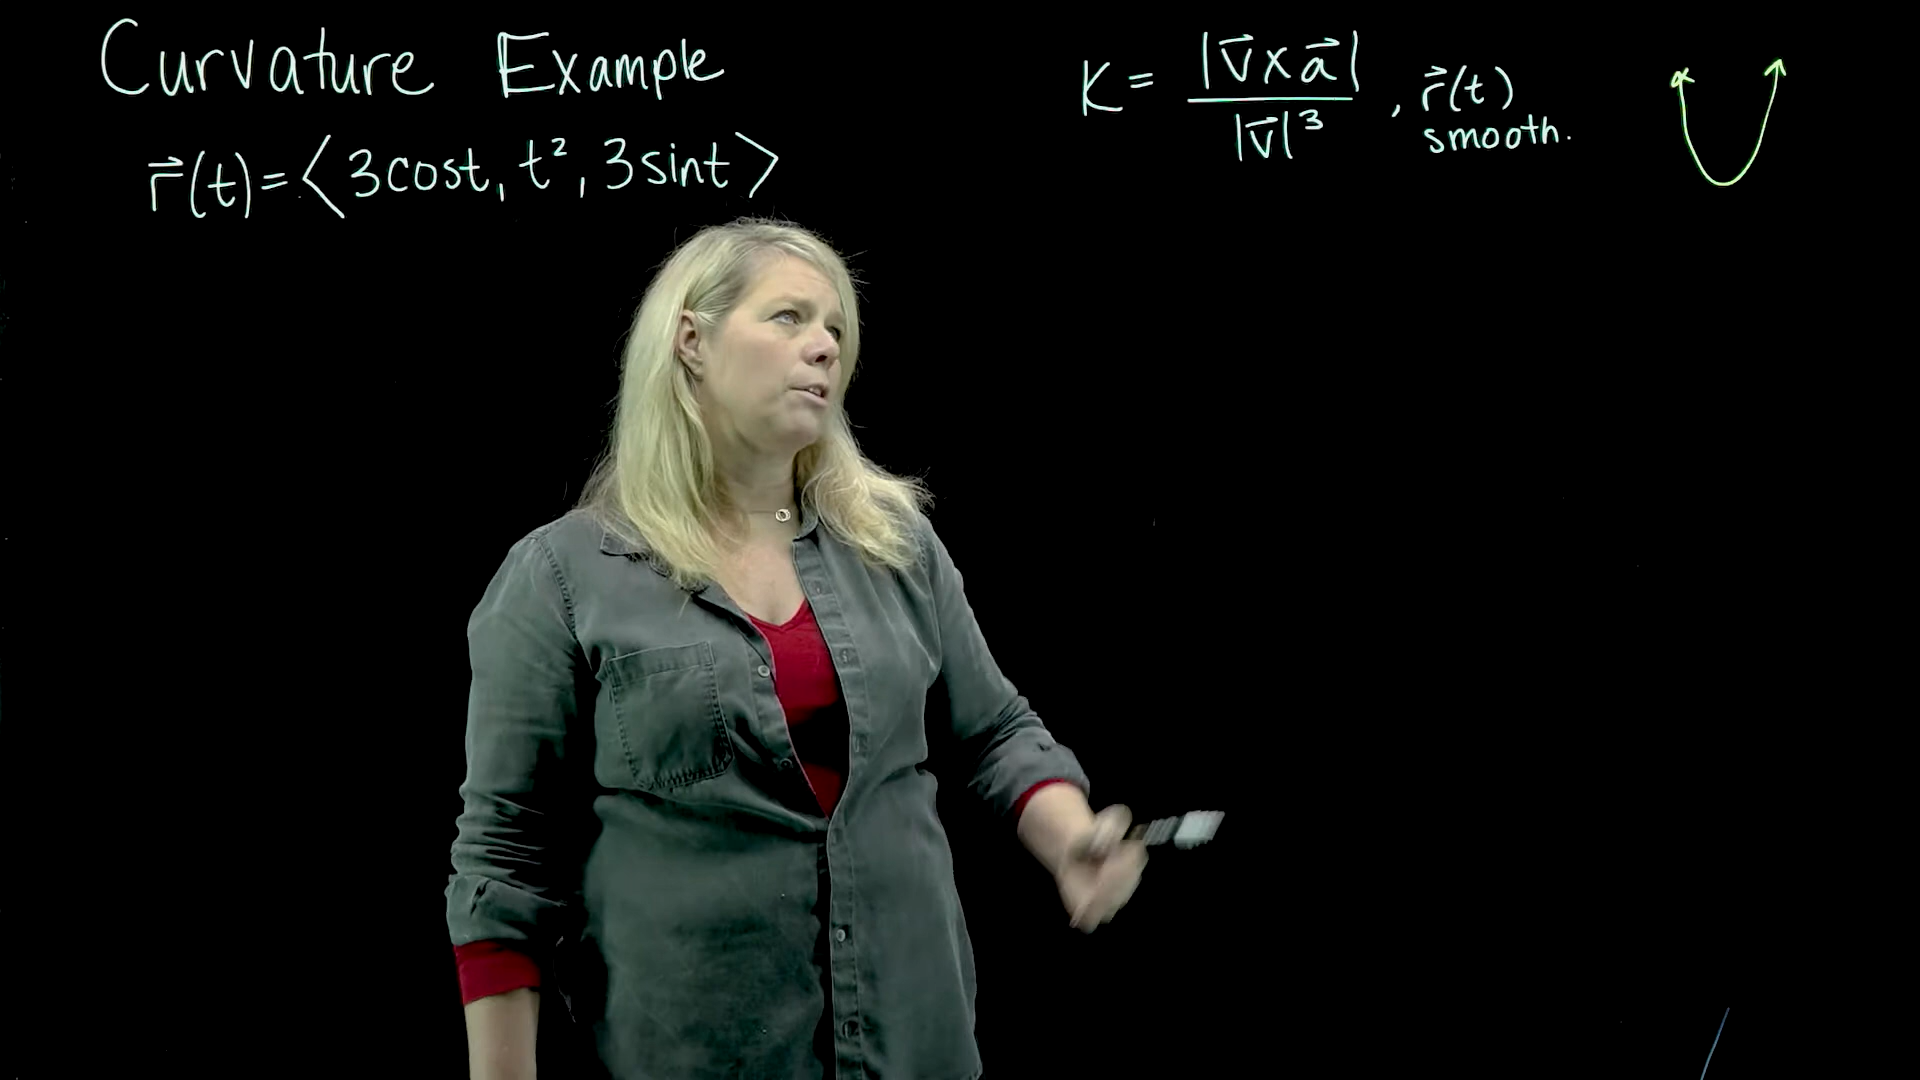 Curvature Example
r⃗(t)=⟨3cost, t², 3sint⟩
K = |v⃗ x a⃗| / |v⃗|³ , r⃗(t)
smooth.